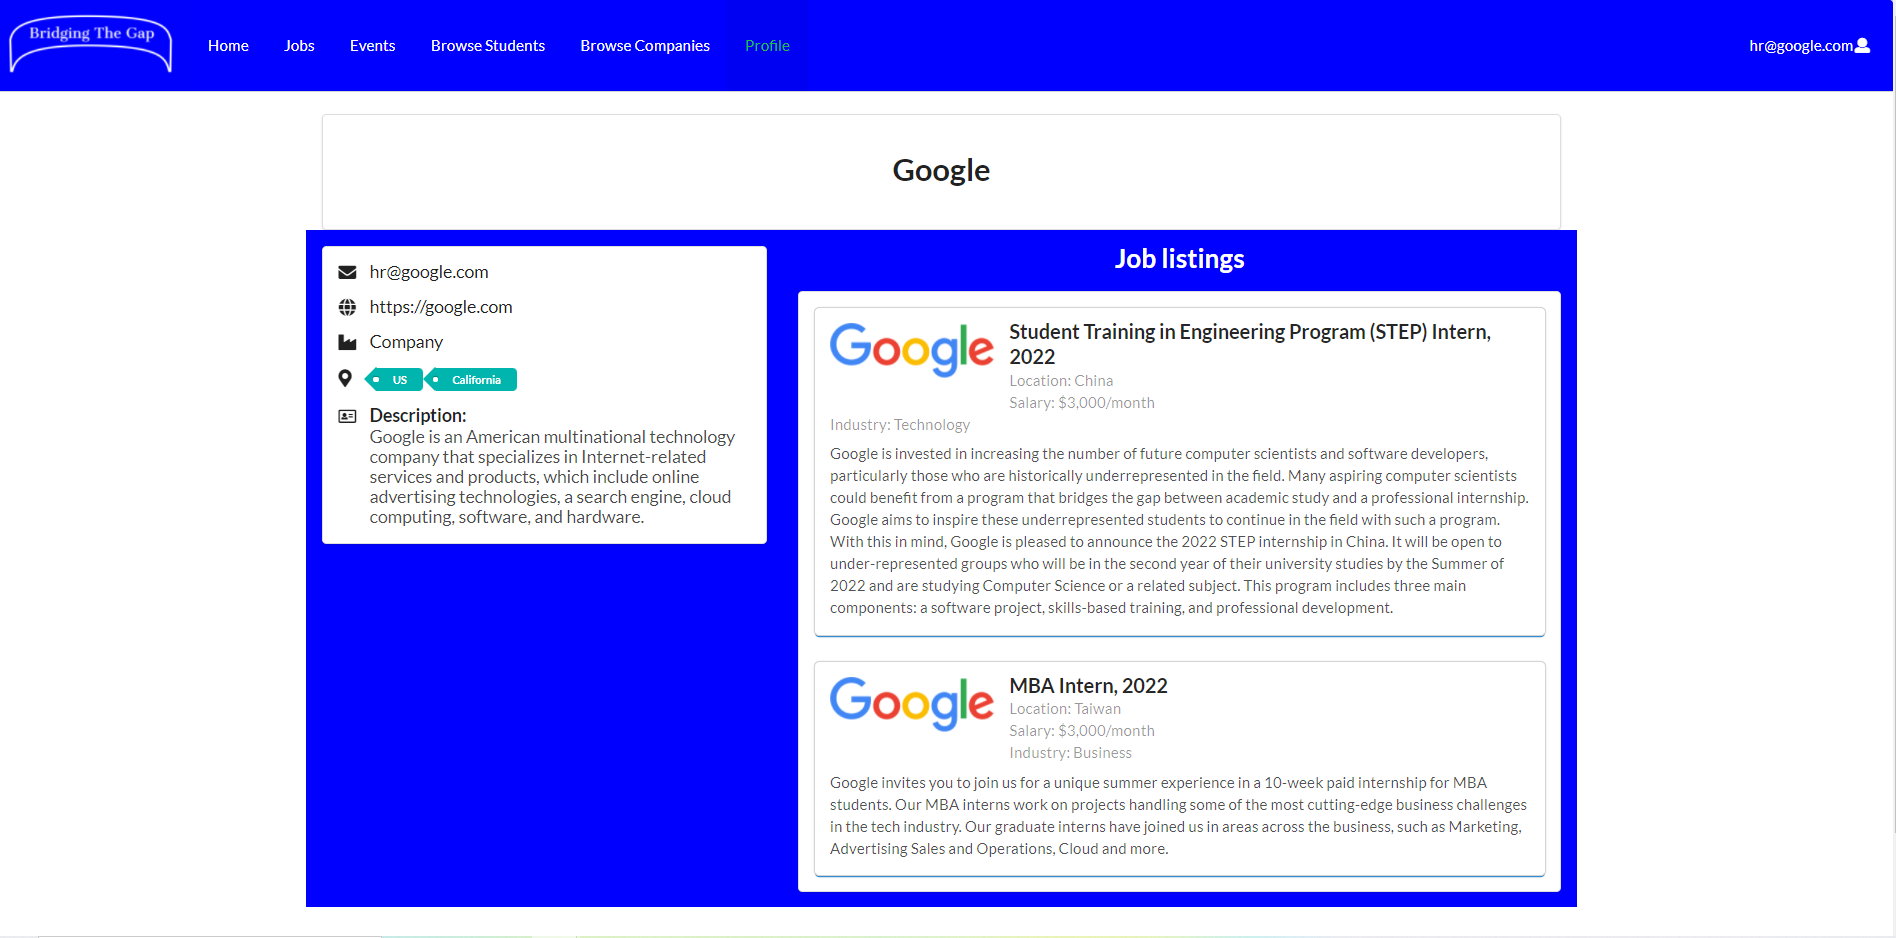 Bridging The Gap
Home Jobs Events Browse Students Browse Companies Profile hr@google.com
Google
hr@google.com
https://google.com
Company
US California
Description:
Google is an American multinational technology
company that specializes in Internet-related
services and products, which include online
advertising technologies, a search engine, cloud
computing, software, and hardware.
Job listings
Google
Student Training in Engineering Program (STEP) Intern,
2022
Location: China
Salary: $3,000/month
Industry: Technology
Google is invested in increasing the number of future computer scientists and software developers,
particularly those who are historically underrepresented in the field. Many aspiring computer scientists
could benefit from a program that bridges the gap between academic study and a professional internship.
Google aims to inspire these underrepresented students to continue in the field with such a program.
With this in mind, Google is pleased to announce the 2022 STEP internship in China. It will be open to
under-represented groups who will be in the second year of their university studies by the Summer of
2022 and are studying Computer Science or a related subject. This program includes three main
components: a software project, skills-based training, and professional development.
Google
MBA Intern, 2022
Location: Taiwan
Salary: $3,000/month
Industry: Business
Google invites you to join us for a unique summer experience in a 10-week paid internship for MBA
students. Our MBA interns work on projects handling some of the most cutting-edge business challenges
in the tech industry. Our graduate interns have joined us in areas across the business, such as Marketing,
Advertising Sales and Operations, Cloud and more.